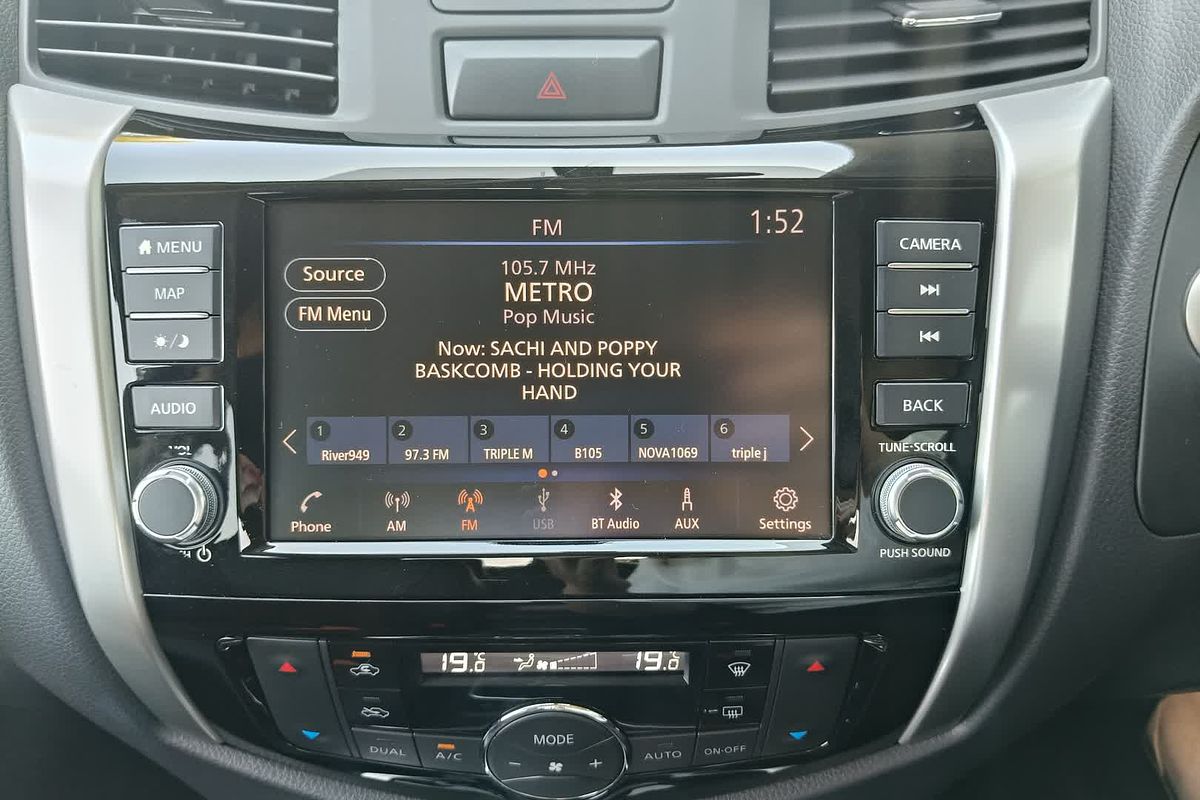 FM
1:52
MENU
MAP
AUDIO
VOL
Source
FM Menu
105.7 MHz
METRO
Pop Music
Now: SACHI AND POPPY
BASKCOMB - HOLDING YOUR
HAND
1
River949
2
97.3 FM
3
TRIPLE M
4
B105
5
NOVA1069
6
triple j
Phone
AM
FM
USB
BT Audio
AUX
Settings
CAMERA
BACK
TUNE-SCROLL
PUSH SOUND
19.0°C
19.0°C
DUAL
A/C
MODE
AUTO
ON·OFF